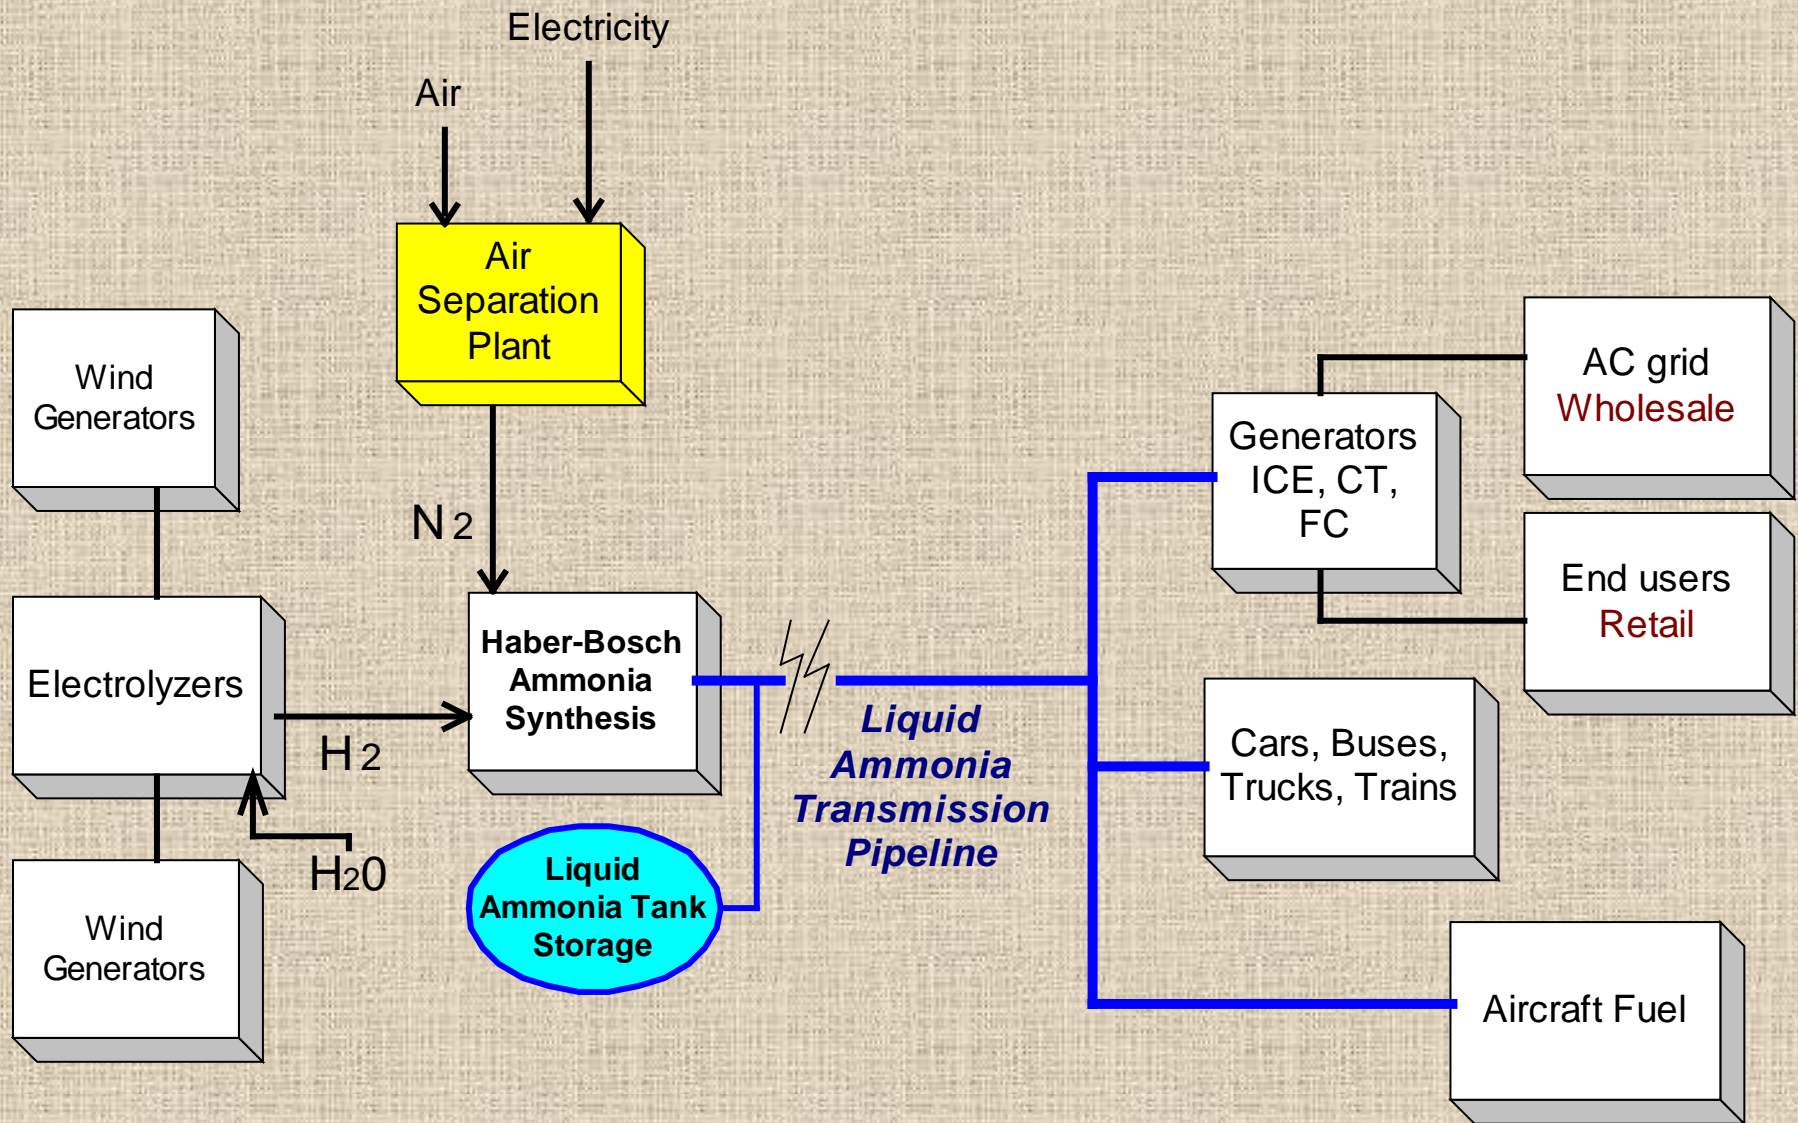 Electricity
Air
Air
Separation
Plant
Wind
Generators
N2
Electrolyzers
H2
H20
Wind
Generators
Haber-Bosch
Ammonia
Synthesis
Liquid
Ammonia Tank
Storage
Liquid
Ammonia
Transmission
Pipeline
Generators
ICE, CT,
FC
AC grid
Wholesale
End users
Retail
Cars, Buses,
Trucks, Trains
Aircraft Fuel